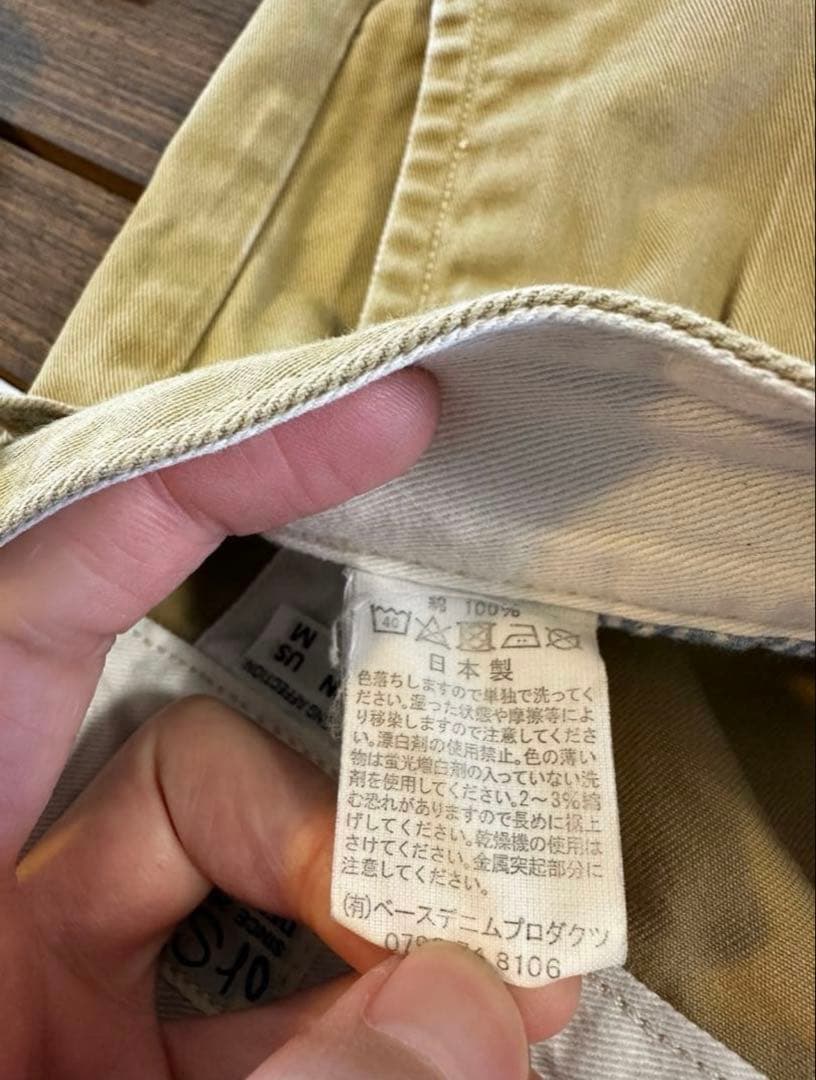 綿 100%
40
日本製
色落ちしますので単独で洗ってく
ださい。湿った状態や摩擦等によ
り移染しますので注意してくださ
い。漂白剤の使用禁止。色の薄い
物は蛍光増白剤の入っていない洗
剤を使用してください。2〜3%縮
む恐れがありますので長めに裾上
げしてください。乾燥機の使用は
さけてください。金属突起部分に
注意してください。
(有)ベースデニムプロダクツ
8106
US
M
AFFECTION
SINCE
orS